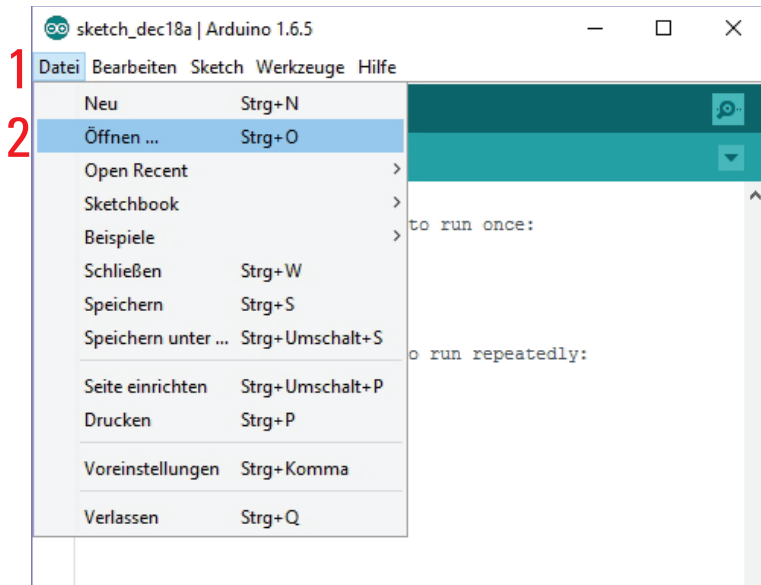 sketch_dec18a | Arduino 1.6.5
1 Datei Bearbeiten Sketch Werkzeuge Hilfe
Neu Strg+N
2 Öffnen ... Strg+O
Open Recent
Sketchbook
to run once:
Beispiele
Schließen Strg+W
Speichern Strg+S
Speichern unter ... Strg+Umschalt+S
o run repeatedly:
Seite einrichten Strg+Umschalt+P
Drucken Strg+P
Voreinstellungen Strg+Komma
Verlassen Strg+Q